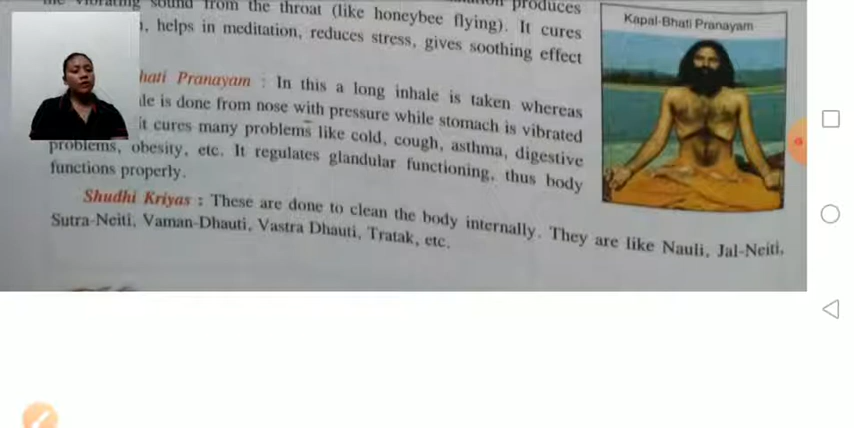 vibrating sound from the throat (like honeybee flying). It cures
helps in meditation, reduces stress, gives soothing effect
Kapal-Bhati Pranayam
hati Pranayam : In this a long inhale is taken whereas
le is done from nose with pressure while stomach is vibrated
it cures many problems like cold, cough, asthma, digestive
problems, obesity, etc. It regulates glandular functioning, thus body
functions properly.
Shudhi Kriyas : These are done to clean the body internally. They are like Nauli, Jal-Neiti,
Sutra-Neiti, Vaman-Dhauti, Vastra Dhauti, Tratak, etc.